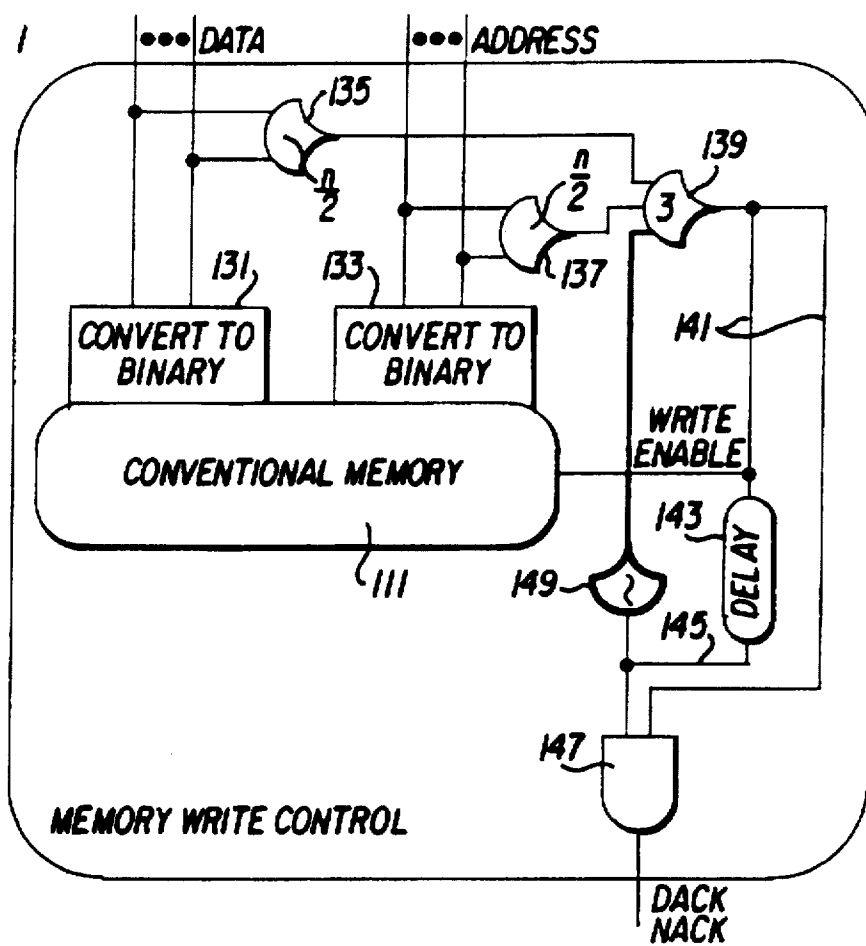 1
••• DATA ••• ADDRESS
135
n/2
139
3
n/2
137
131
133
CONVERT TO BINARY
CONVERT TO BINARY
141
WRITE ENABLE
CONVENTIONAL MEMORY
111
143
DELAY
149
~
145
147
MEMORY WRITE CONTROL
DACK
NACK